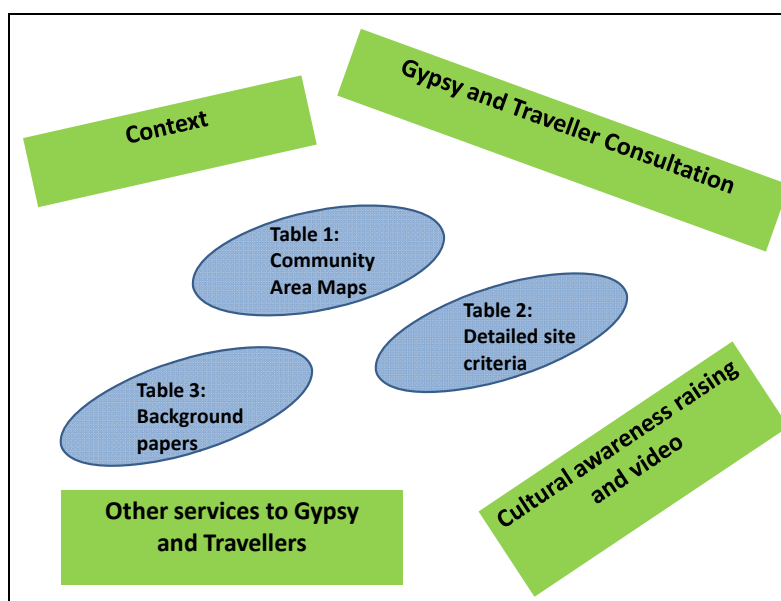 Context
Gypsy and Traveller Consultation
Table 1:
Community
Area Maps
Table 2:
Detailed site
criteria
Table 3:
Background
papers
Cultural awareness raising
and video
Other services to Gypsy
and Travellers